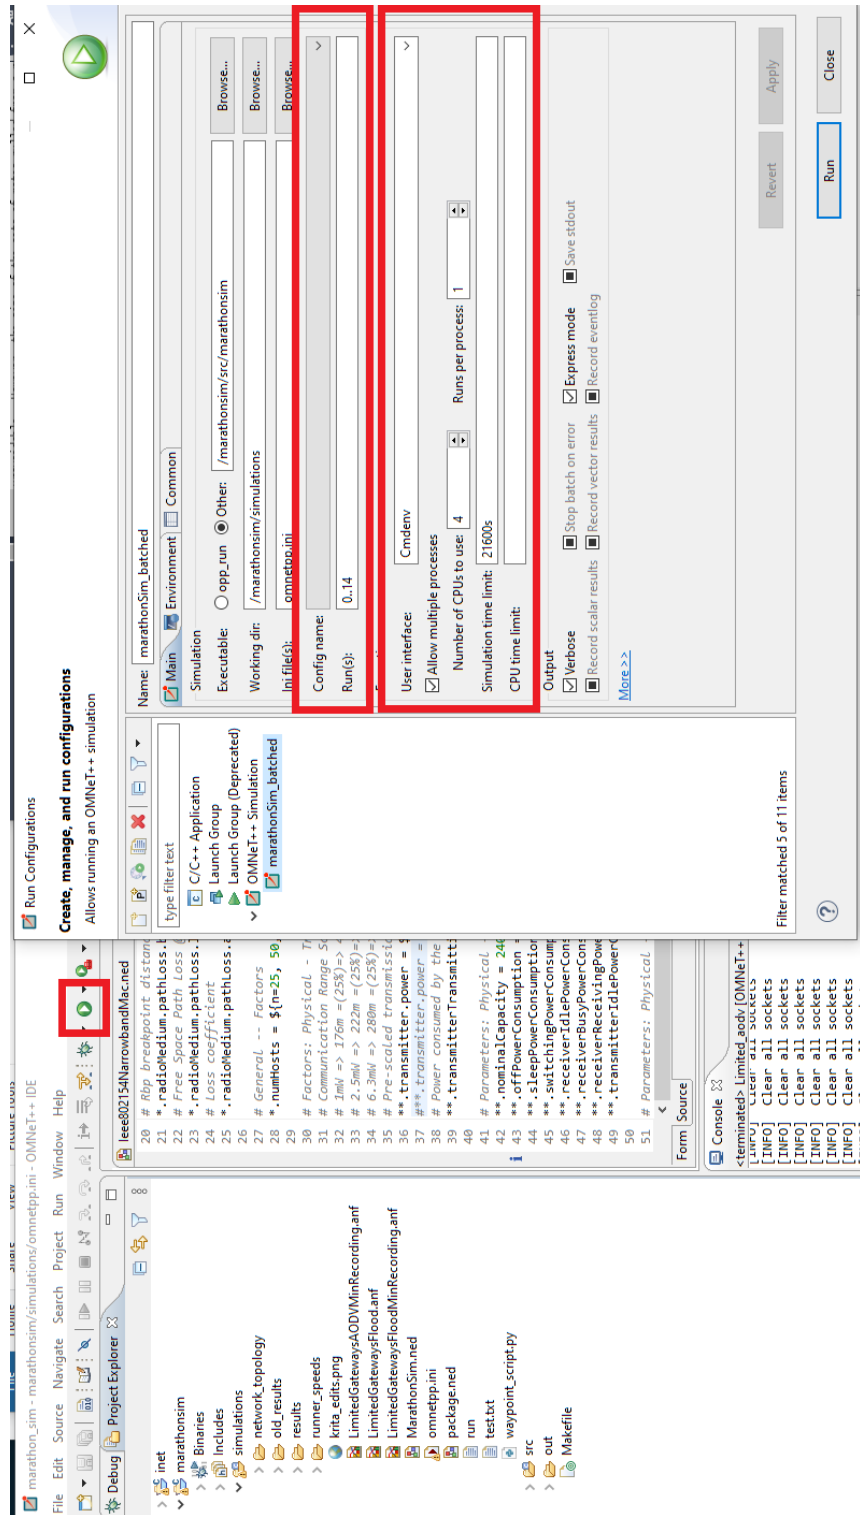 marathon_sim - marathonsim/simulations/omnetpp.ini - OMNeT++ IDE
File Edit Source Navigate Search Project Run Window Help
Debug Project Explorer
inet
marathonsim
Binaries
Includes
simulations
network_topology
old_results
results
runner_speeds
krita_edits.png
LimitedGatewaysAODVMinRecording.anf
LimitedGatewaysFlood.anf
LimitedGatewaysFloodMinRecording.anf
MarathonSim.ned
omnetpp.ini
package.ned
run
test.txt
waypoint_script.py
src
out
Makefile
Ieee802154NarrowbandMac.ned
20 # Rbp breakpoint distanc
21 *.radioMedium.pathLoss.b
22 # Free Space Path Loss
23 *.radioMedium.pathLoss.
24 # Loss coefficient
25 *.radioMedium.pathLoss.a
26
27 # General -- Factors
28 *.numHosts = ${n=25, 50,
29
30 # Factors: Physical - Tr
31 # Communication Range Sc
32 # 1mW => 176m =(25%)=> 4
33 # 2.5mW => 222m =(25%)=>
34 # 6.3mW => 280m =(25%)=>
35 # Pre-scaled transmissio
36 **.transmitter.power = $
37 #**.transmitter.power =
38 # Power consumed by the
39 **.transmitterTransmitti
40
41 # Parameters: Physical -
42 **.nominalCapacity = 240
43 **.offPowerConsumption =
44 **.sleepPowerConsumption
45 **.switchingPowerConsump
46 **.receiverIdlePowerCons
47 **.receiverBusyPowerCons
48 **.receiverReceivingPowe
49 **.transmitterIdlePowerC
50
51 # Parameters: Physical
Form Source
Console
<terminated> Limited_aodv [OMNeT++
[INFO] Clear all sockets
[INFO] Clear all sockets
[INFO] Clear all sockets
[INFO] Clear all sockets
[INFO] Clear all sockets
[INFO] Clear all sockets
[INFO] Clear all sockets
Run Configurations
Create, manage, and run configurations
Allows running an OMNeT++ simulation
type filter text
C/C++ Application
Launch Group
Launch Group (Deprecated)
OMNeT++ Simulation
marathonSim_batched
Filter matched 5 of 11 items
Name: marathonSim_batched
Main Environment Common
Simulation
Executable: opp_run Other: /marathonsim/src/marathonsim Browse...
Working dir: /marathonsim/simulations Browse...
Ini file(s): omnetpp.ini Browse...
Config name:
Run(s): 0..14
User interface: Cmdenv
Allow multiple processes
Number of CPUs to use: 4 Runs per process: 1
Simulation time limit: 21600s
CPU time limit:
Output
Verbose Stop batch on error Express mode Save stdout
Record scalar results Record vector results Record eventlog
More >>
Revert Apply
Run Close